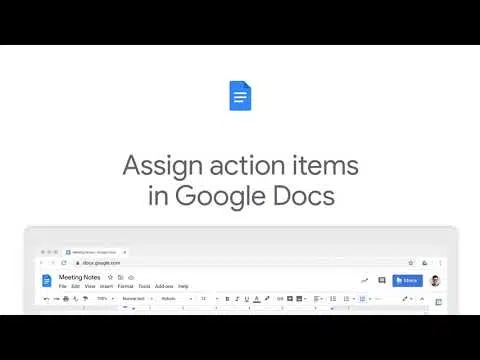 Assign action items
in Google Docs
Meeting Notes - Google Docs
docs.google.com
Meeting Notes
File Edit View Insert Format Tools Add-ons Help
Share
100% Normal text 12